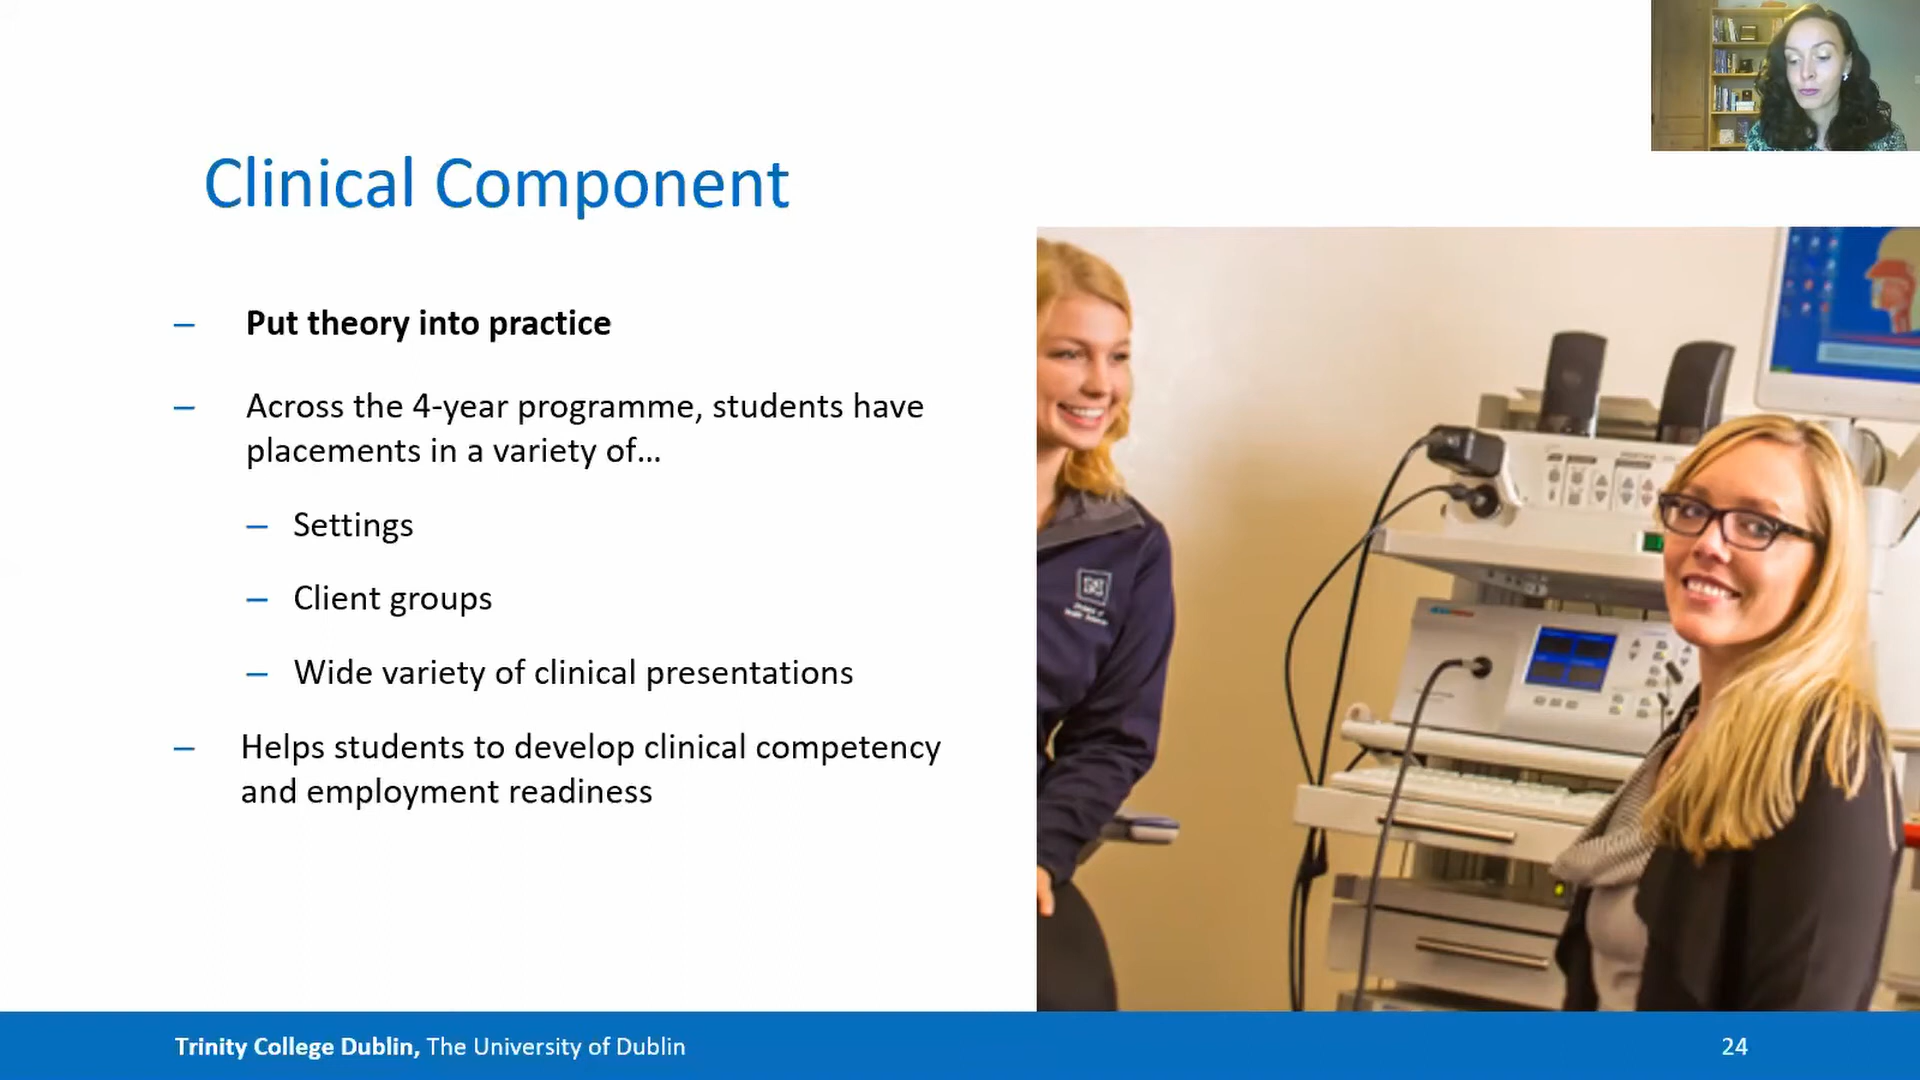 Clinical Component
– Put theory into practice
– Across the 4-year programme, students have
placements in a variety of...
– Settings
– Client groups
– Wide variety of clinical presentations
– Helps students to develop clinical competency
and employment readiness
Trinity College Dublin, The University of Dublin
24